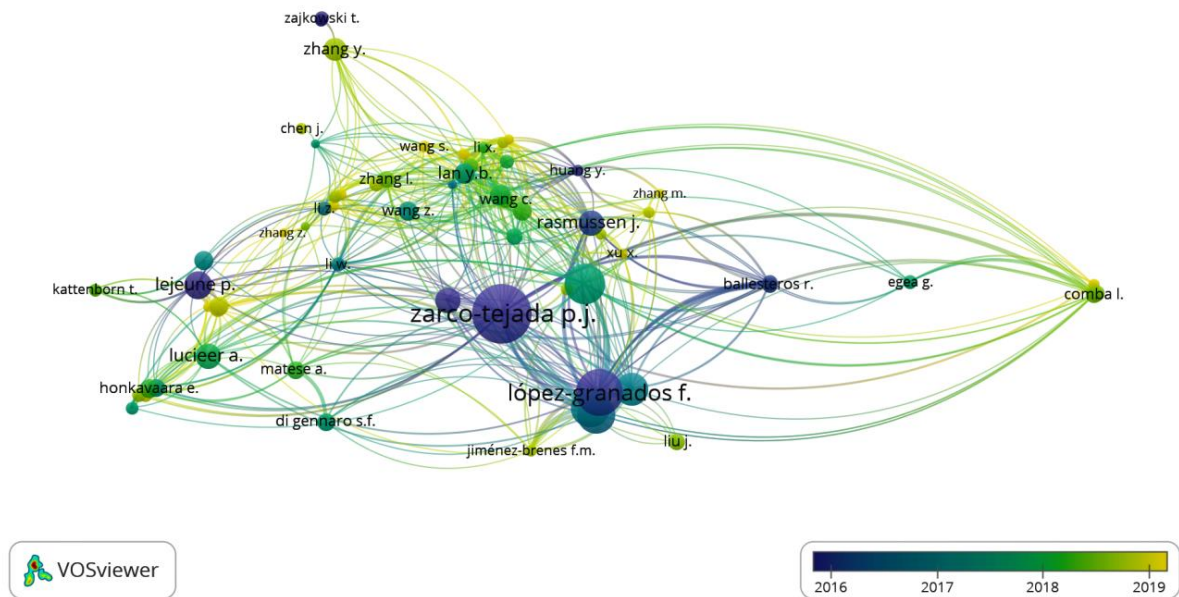 zajkowski t.
zhang y.
chen j.
wang s.
li x.
lan y.b.
huang y.
zhang l.
wang c.
zhang m.
li z.
wang z.
rasmussen j.
zhang z.
xu x.
li w.
kattenborn t.
lejeune p.
ballesteros r.
egea g.
comba l.
zarco-tejada p.j.
lucieer a.
matese a.
honkavaara e.
lópez-granados f.
di gennaro s.f.
jiménez-brenes f.m.
liu j.
VOSviewer
2016 2017 2018 2019